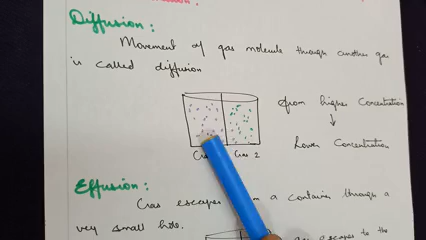 Diffusion:
Movement of gas molecule through another gas
is called diffusion
from higher Concentration
↓
Lower Concentration
Gas 2
Effusion:
Gas escapes a contain through a
very small hole.
escapes to the